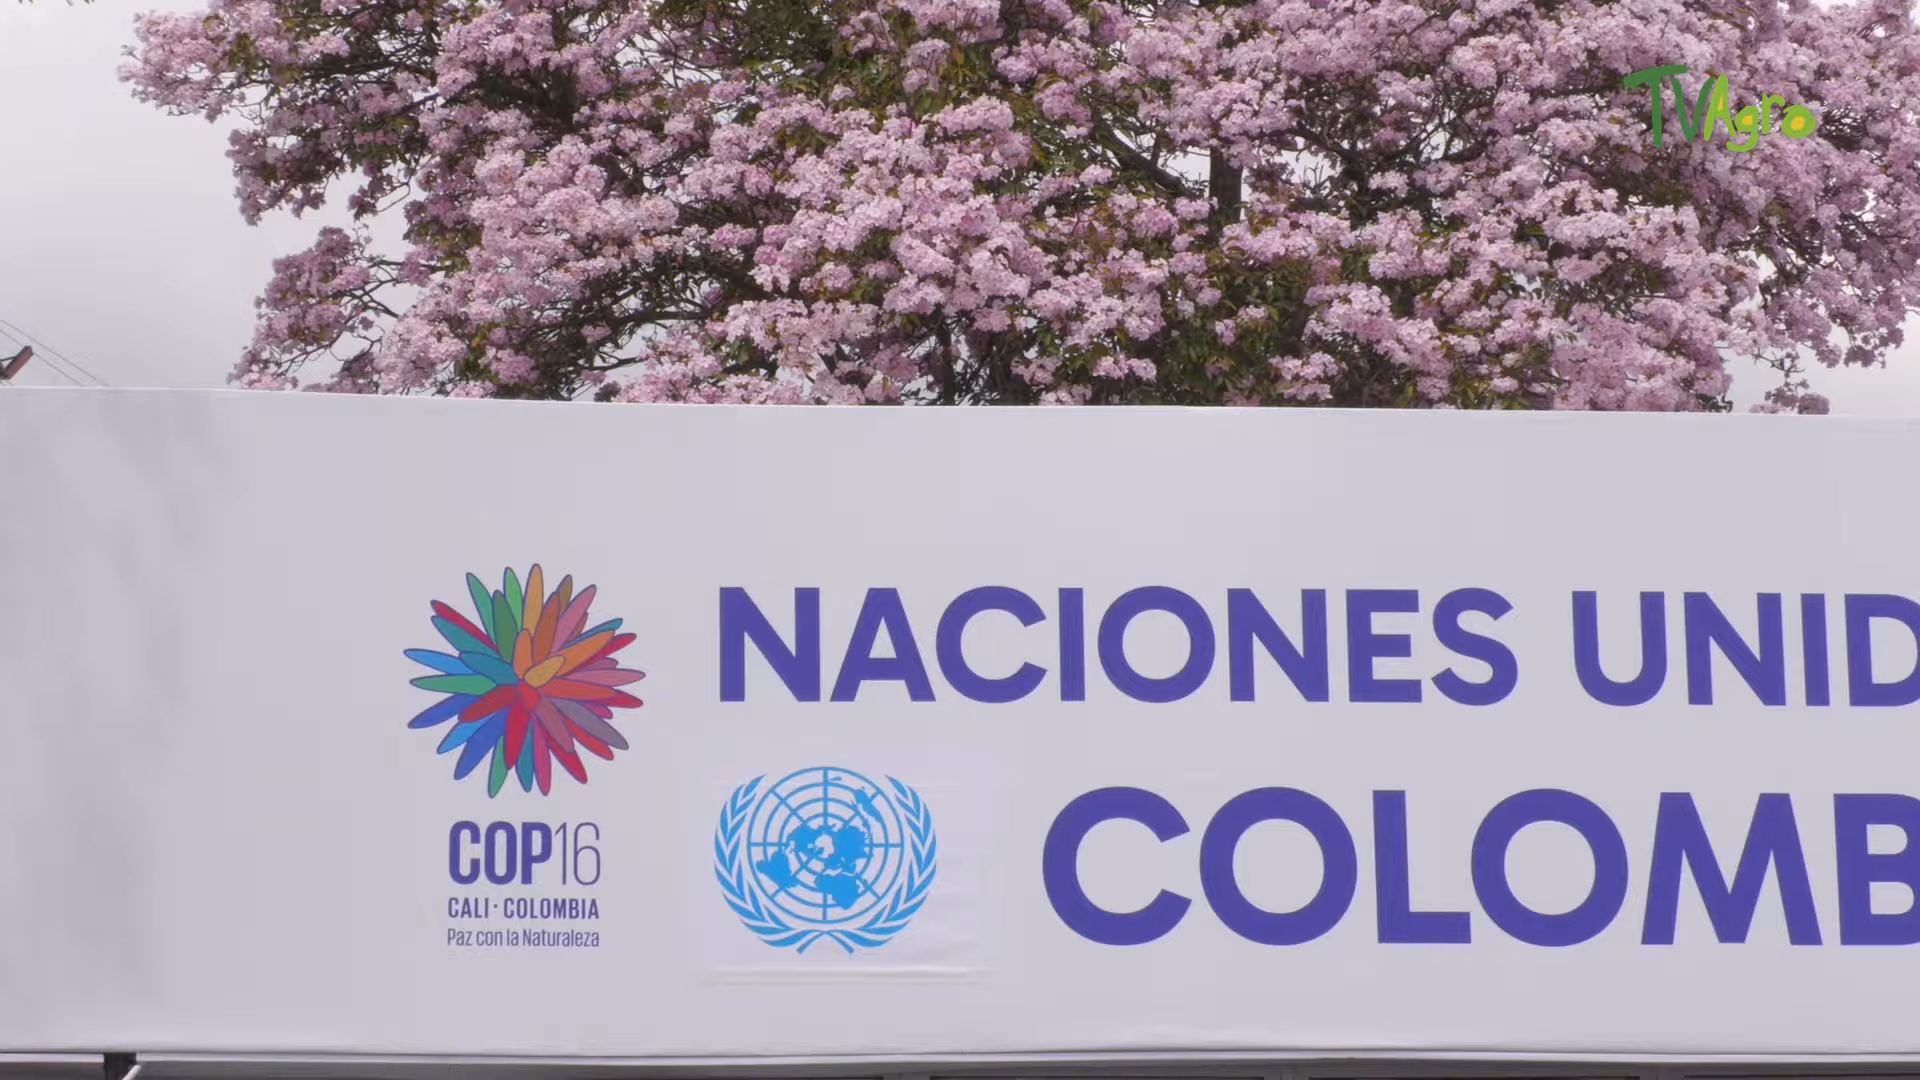 TVAgro
NACIONES UNID
COLOMB
COP16
CALI · COLOMBIA
Paz con la Naturaleza